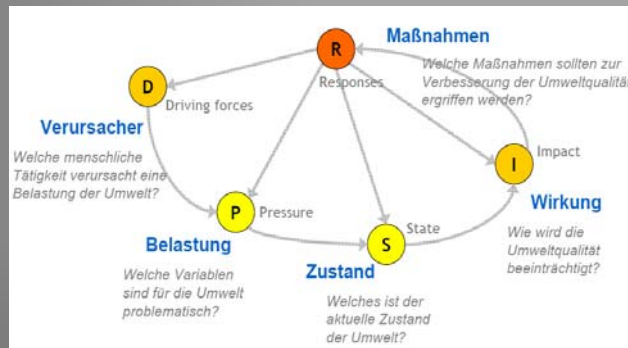 R
Responses
Maßnahmen
Welche Maßnahmen sollten zur
Verbesserung der Umweltqualität
ergriffen werden?
D
Driving forces
Verursacher
Welche menschliche
Tätigkeit verursacht eine
Belastung der Umwelt?
P
Pressure
Belastung
Welche Variablen
sind für die Umwelt
problematisch?
S
State
Zustand
Welches ist der
aktuelle Zustand
der Umwelt?
I
Impact
Wirkung
Wie wird die
Umweltqualität
beeinträchtigt?